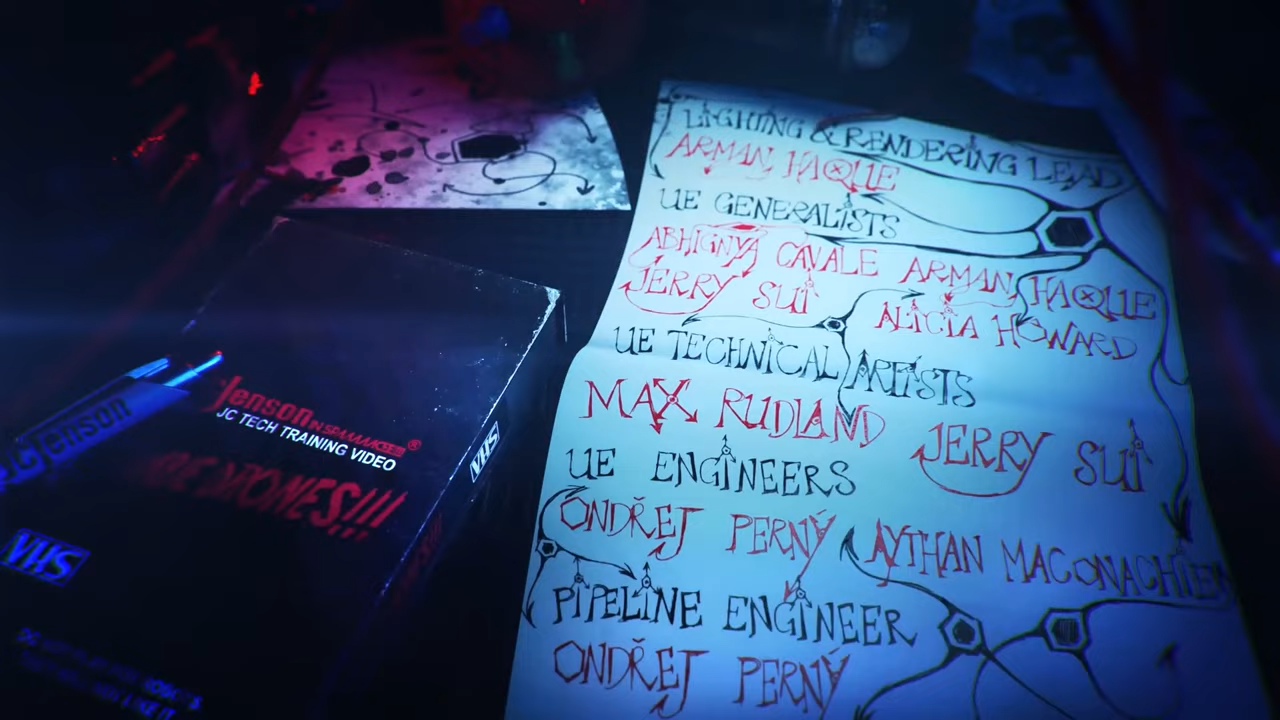 LIGHTING & RENDERING LEAD
ARMAN HAQUE
UE GENERALISTS
ABHIGNYA CAVALE ARMAN HAQUE
JERRY SUI ALICIA HOWARD
UE TECHNICAL ARTISTS
MAX RUDLAND JERRY SUI
UE ENGINEERS
ONDŘEJ PERNÝ AYTHAN MACONACHIE
PIPELINE ENGINEER
ONDŘEJ PERNÝ
Jenson
Jenson
JC TECH TRAINING VIDEO
DRONES!!!
VHS
VHS